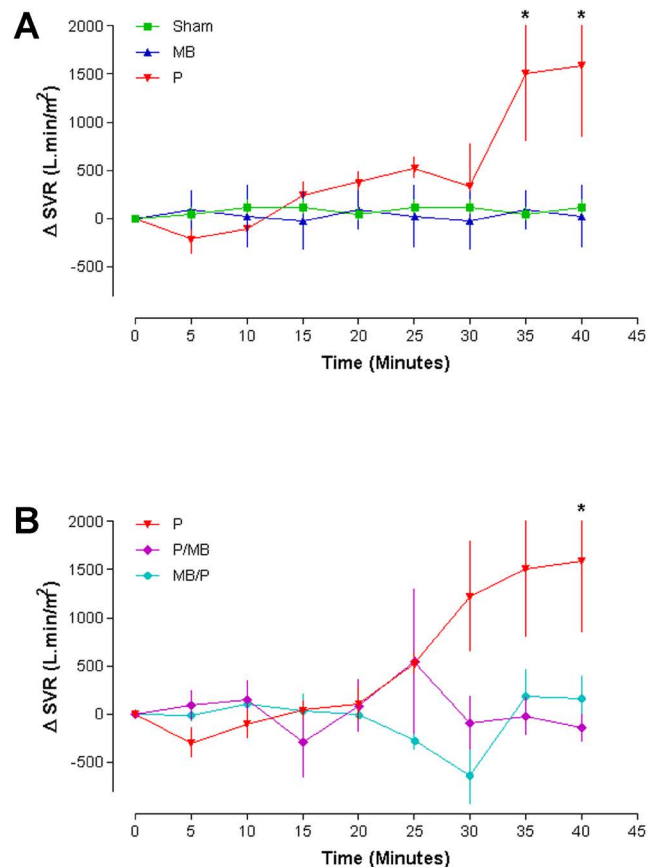 A
Sham
MB
P
* *
2000
1500
1000
500
0
-500
Δ SVR (L.min/m²)
0 5 10 15 20 25 30 35 40 45
Time (Minutes)
B
P
P/MB
MB/P
*
2000
1500
1000
500
0
-500
Δ SVR (L.min/m²)
0 5 10 15 20 25 30 35 40 45
Time (Minutes)